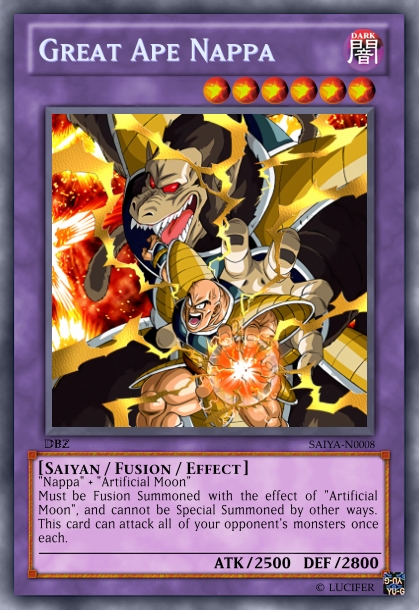 GREAT APE NAPPA
DARK
闇
DBZ
SAIYA-N0008
[SAIYAN / FUSION / EFFECT]
"Nappa" + "Artificial Moon"
Must be Fusion Summoned with the effect of "Artificial
Moon", and cannot be Special Summoned by other ways.
This card can attack all of your opponent's monsters once
each.
ATK/2500 DEF/2800
© LUCIFER